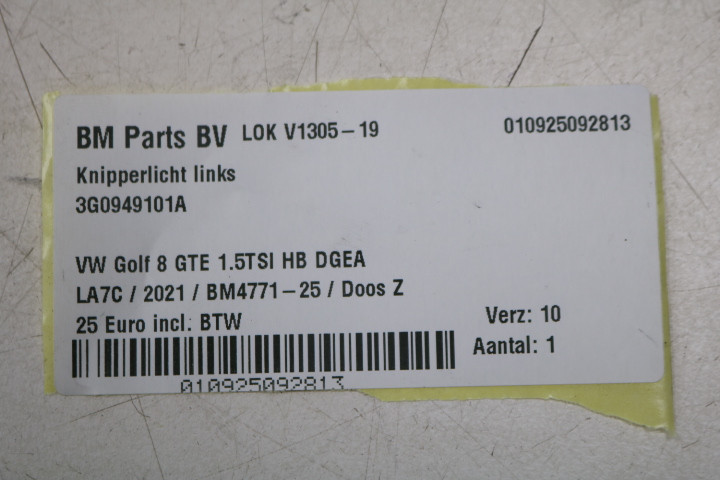 BM Parts BV LOK V1305-19 010925092813
Knipperlicht links
3G0949101A
VW Golf 8 GTE 1.5TSI HB DGEA
LA7C / 2021 / BM4771-25 / Doos Z
25 Euro incl. BTW Verz: 10
Aantal: 1
010925092813